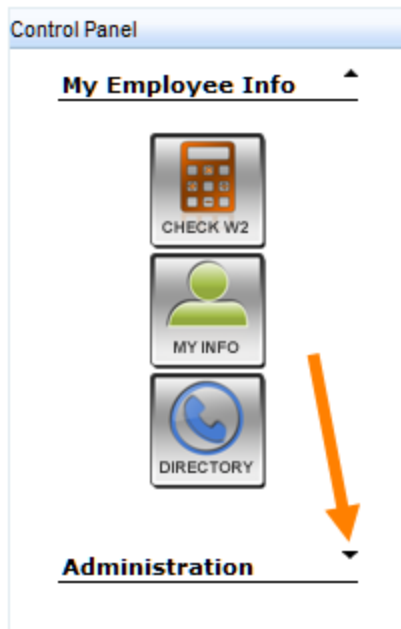 Control Panel
My Employee Info
CHECK W2
MY INFO
DIRECTORY
Administration